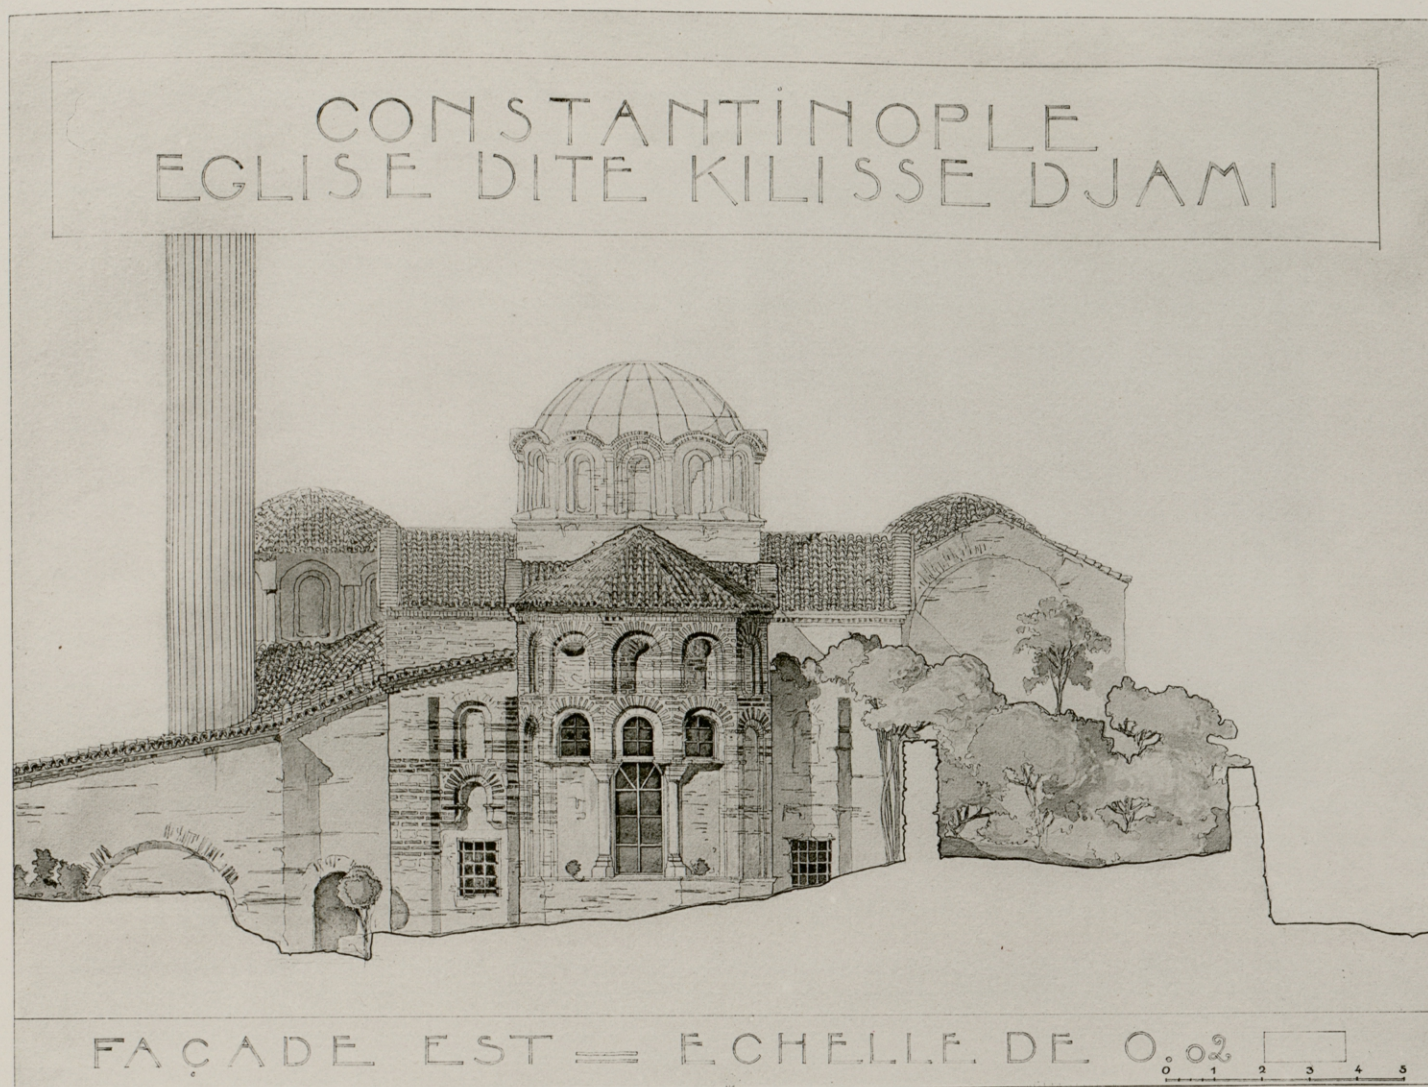 CONSTANTINOPLE
EGLISE DITE KILISSE DJAMI
FAÇADE EST = ECHELLE DE 0.02
0 1 2 3 4 5